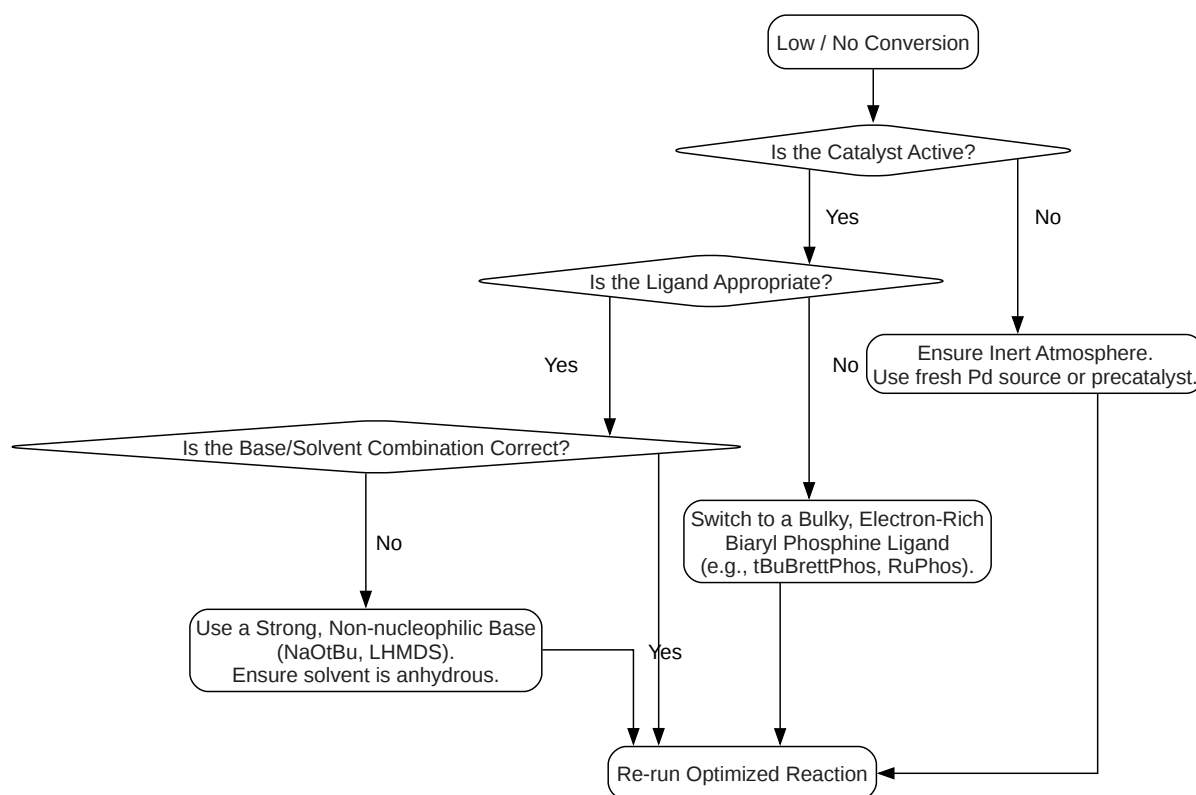 Low / No Conversion
Is the Catalyst Active?
Yes
No
Is the Ligand Appropriate?
Yes
No
Ensure Inert Atmosphere.
Use fresh Pd source or precatalyst.
Is the Base/Solvent Combination Correct?
No
Switch to a Bulky, Electron-Rich
Biaryl Phosphine Ligand
(e.g., tBuBrettPhos, RuPhos).
Use a Strong, Non-nucleophilic Base
(NaOtBu, LHMDS).
Ensure solvent is anhydrous.
Yes
Re-run Optimized Reaction